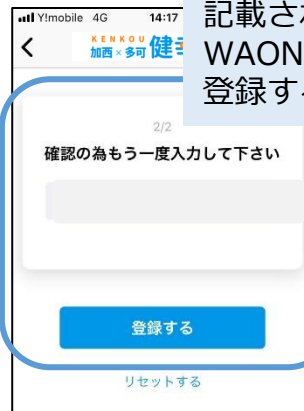 Y!mobile 4G 14:17
KENKOU
加西×多可 健
記載さ
WAON
登録する
2/2
確認の為もう一度入力して下さい
登録する
リセットする